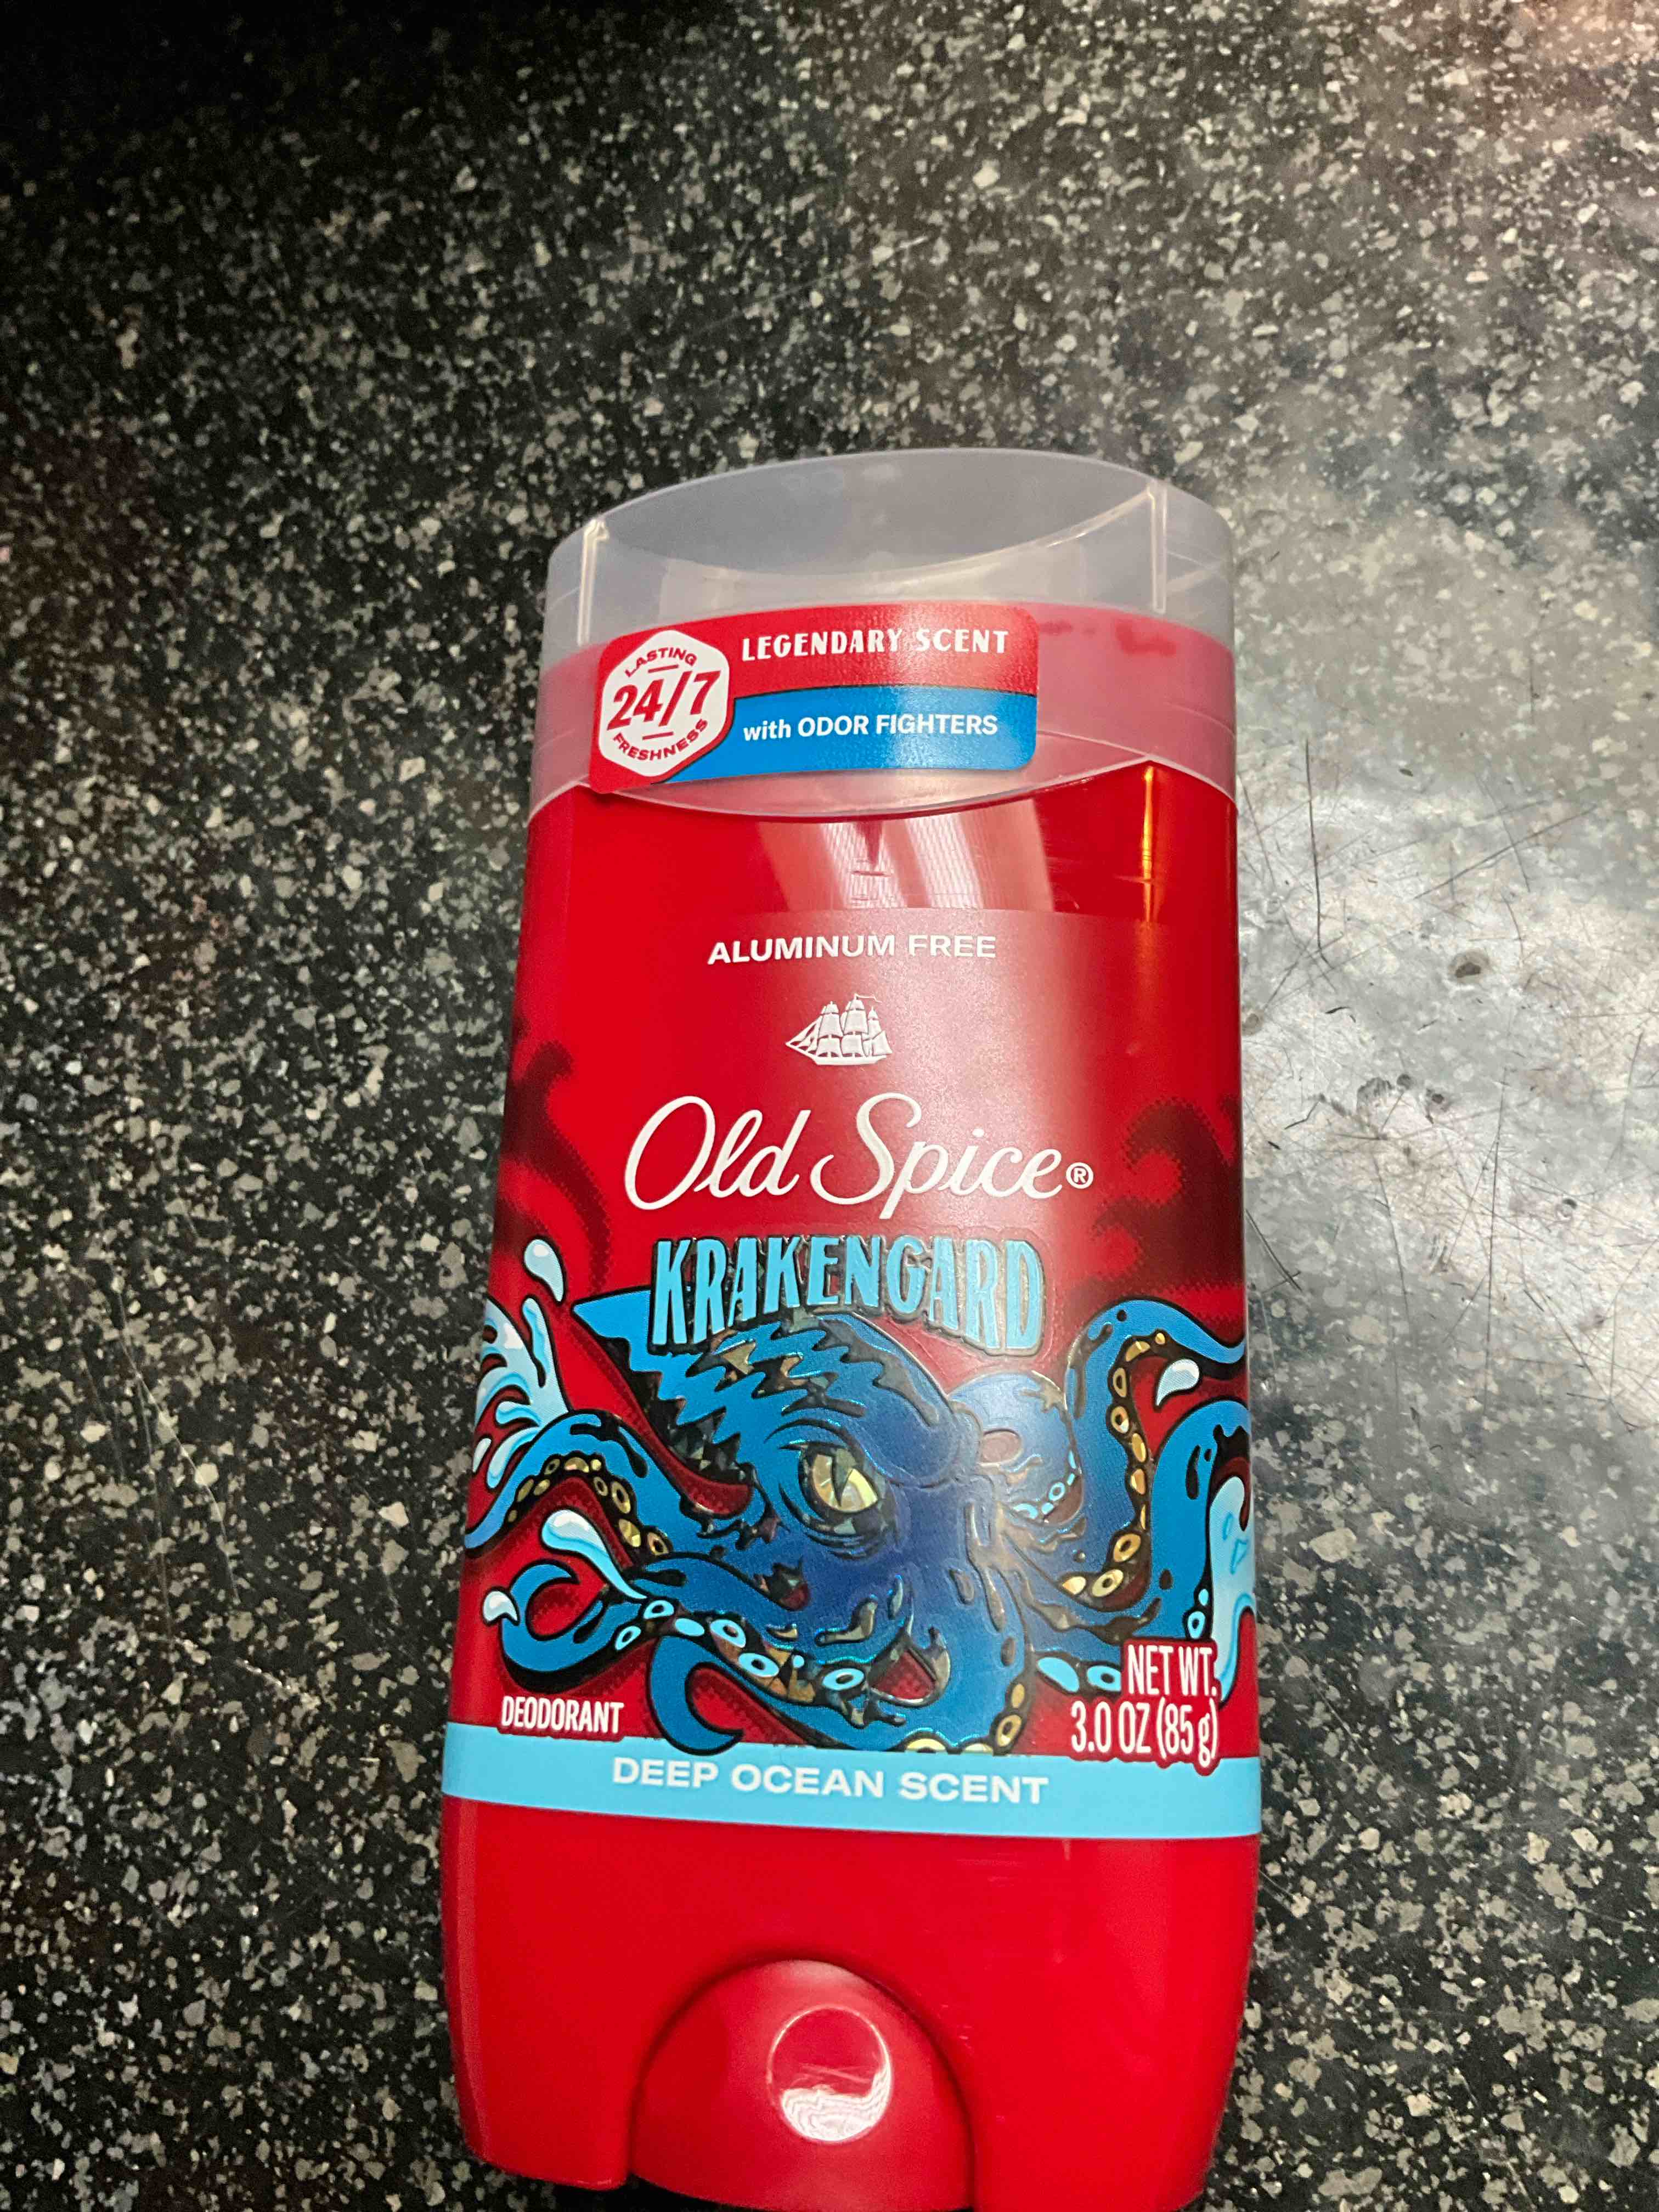 LASTING
24/7
FRESHNESS
LEGENDARY SCENT
with ODOR FIGHTERS
ALUMINUM FREE
Old Spice®
KRAKENGARD
NET WT.
3.0 OZ (85 g)
DEODORANT
DEEP OCEAN SCENT